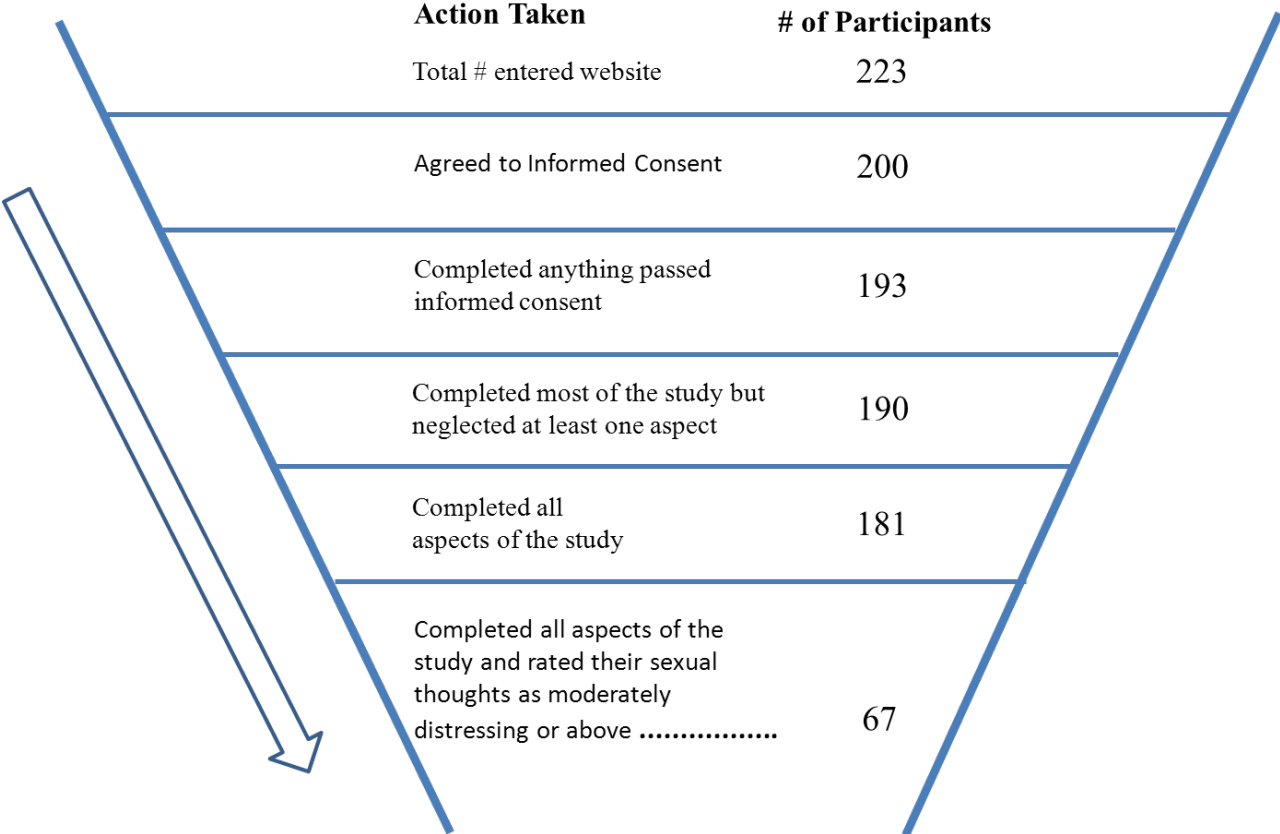 Action Taken
# of Participants
Total # entered website
223
Agreed to Informed Consent
200
Completed anything passed
informed consent
193
Completed most of the study but
neglected at least one aspect
190
Completed all
aspects of the study
181
Completed all aspects of the
study and rated their sexual
thoughts as moderately
distressing or above .................
67